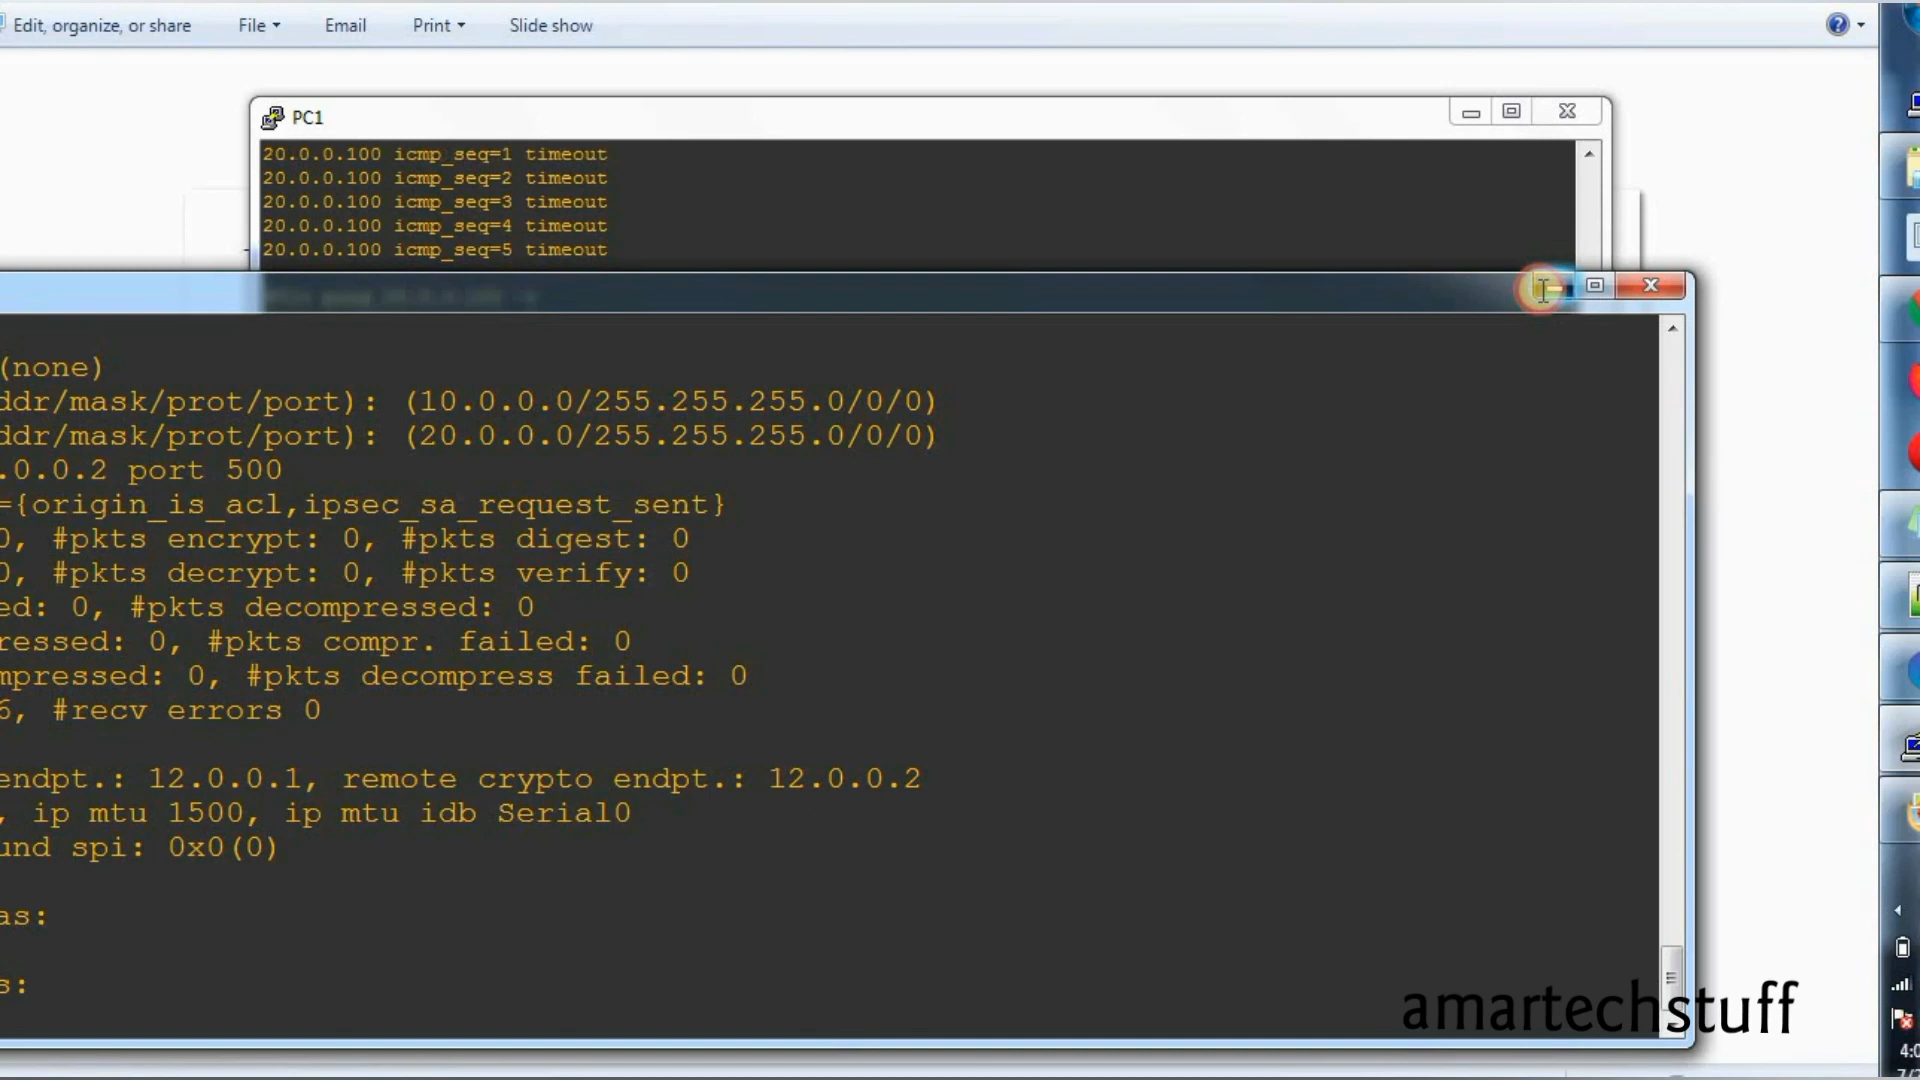 Edit, organize, or share File Email Print Slide show
PC1
20.0.0.100 icmp_seq=1 timeout
20.0.0.100 icmp_seq=2 timeout
20.0.0.100 icmp_seq=3 timeout
20.0.0.100 icmp_seq=4 timeout
20.0.0.100 icmp_seq=5 timeout
(none)
ddr/mask/prot/port): (10.0.0.0/255.255.255.0/0/0)
ddr/mask/prot/port): (20.0.0.0/255.255.255.0/0/0)
.0.0.2 port 500
={origin_is_acl,ipsec_sa_request_sent}
0, #pkts encrypt: 0, #pkts digest: 0
0, #pkts decrypt: 0, #pkts verify: 0
ed: 0, #pkts decompressed: 0
ressed: 0, #pkts compr. failed: 0
mpressed: 0, #pkts decompress failed: 0
6, #recv errors 0
endpt.: 12.0.0.1, remote crypto endpt.: 12.0.0.2
, ip mtu 1500, ip mtu idb Serial0
und spi: 0x0(0)
as:
s:
amartechstuff